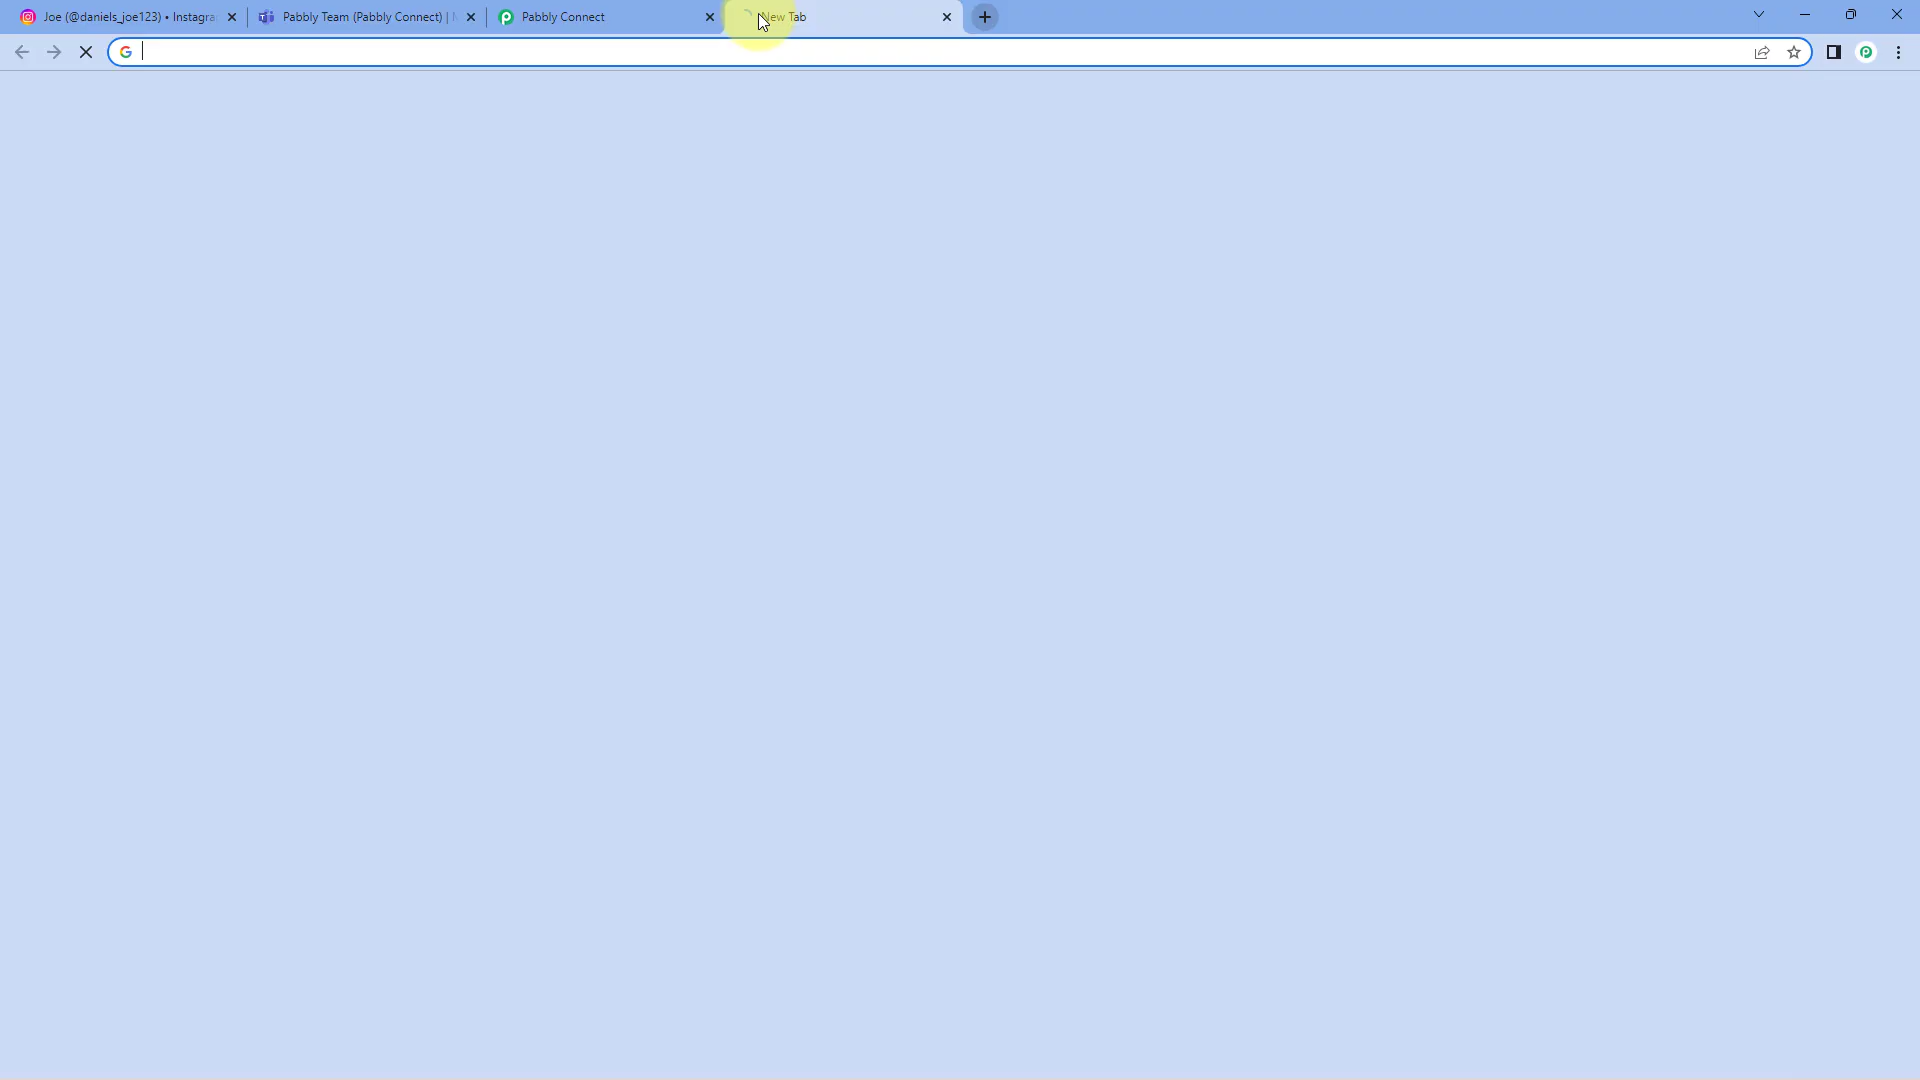 Joe (@daniels_joe123) • Instagra
Pabbly Team (Pabbly Connect) |
Pabbly Connect
New Tab